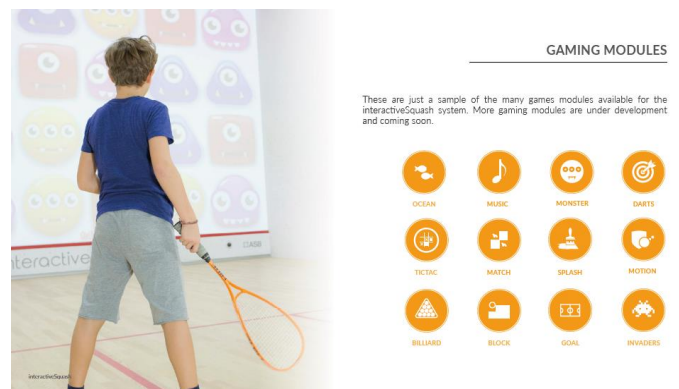 GAMING MODULES
These are just a sample of the many games modules available for the
interactiveSquash system. More gaming modules are under development
and coming soon.
OCEAN
MUSIC
MONSTER
DARTS
TICTAC
MATCH
SPLASH
MOTION
BILLIARD
BLOCK
GOAL
INVADERS
teractive
interactiveSquash